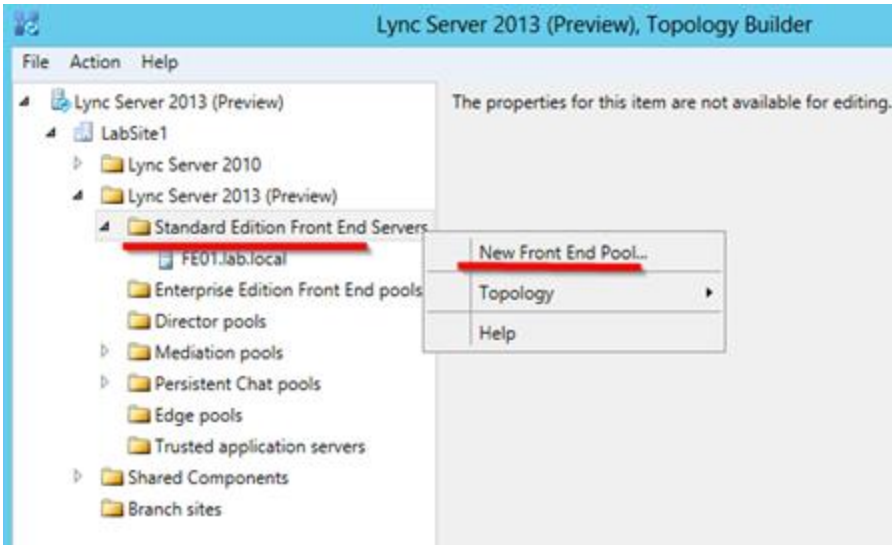 Lync Server 2013 (Preview), Topology Builder
File Action Help
Lync Server 2013 (Preview)
The properties for this item are not available for editing.
LabSite1
Lync Server 2010
Lync Server 2013 (Preview)
Standard Edition Front End Servers
New Front End Pool...
FE01.lab.local
Enterprise Edition Front End pools
Topology
Director pools
Help
Mediation pools
Persistent Chat pools
Edge pools
Trusted application servers
Shared Components
Branch sites